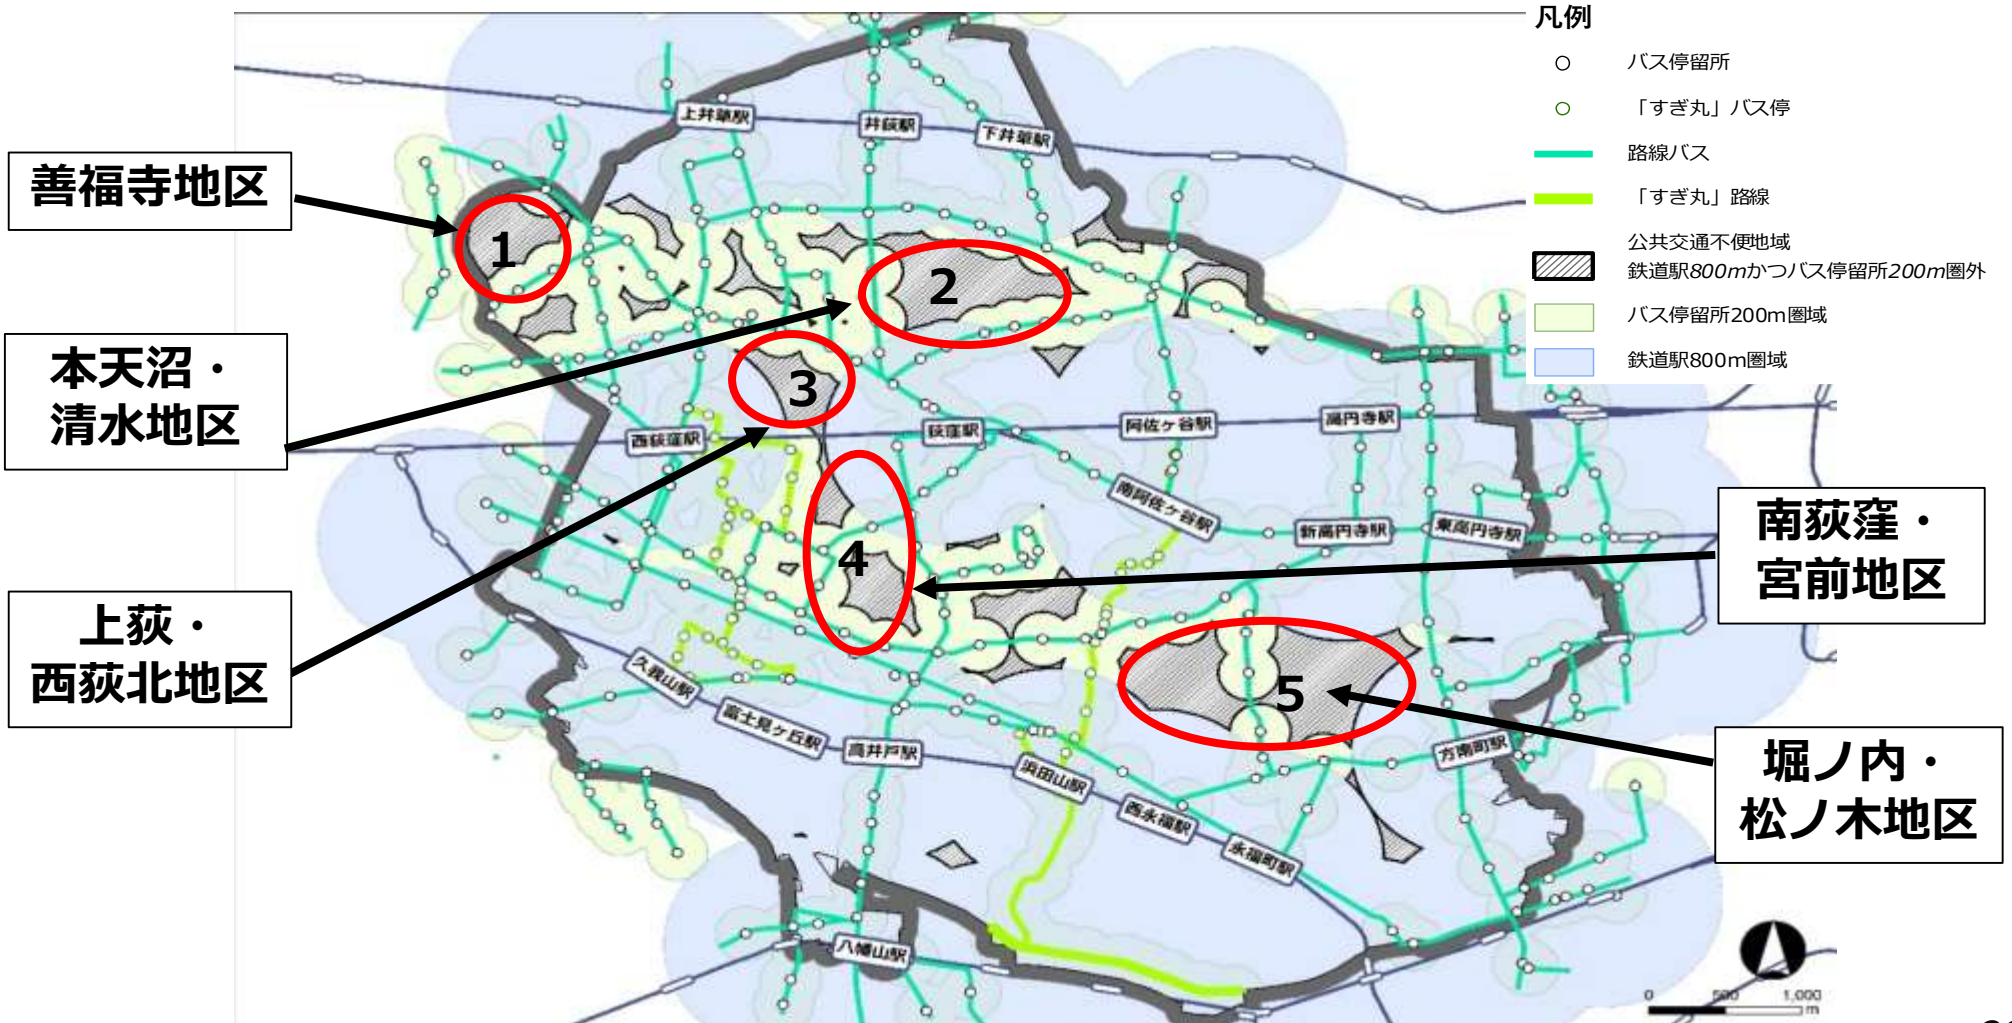 凡例
バス停留所
「すぎ丸」バス停
路線バス
「すぎ丸」路線
公共交通不便地域
鉄道駅800mかつバス停留所200m圏外
バス停留所200m圏域
鉄道駅800m圏域
善福寺地区
本天沼・
清水地区
上荻・
西荻北地区
南荻窪・
宮前地区
堀ノ内・
松ノ木地区
1
2
3
4
5
上井草駅
井荻駅
下井草駅
西荻窪駅
荻窪駅
阿佐ケ谷駅
高円寺駅
南阿佐ケ谷駅
新高円寺駅
東高円寺駅
久我山駅
富士見ヶ丘駅
高井戸駅
浜田山駅
西永福駅
永福町駅
方南町駅
八幡山駅
0 500 1,000
m